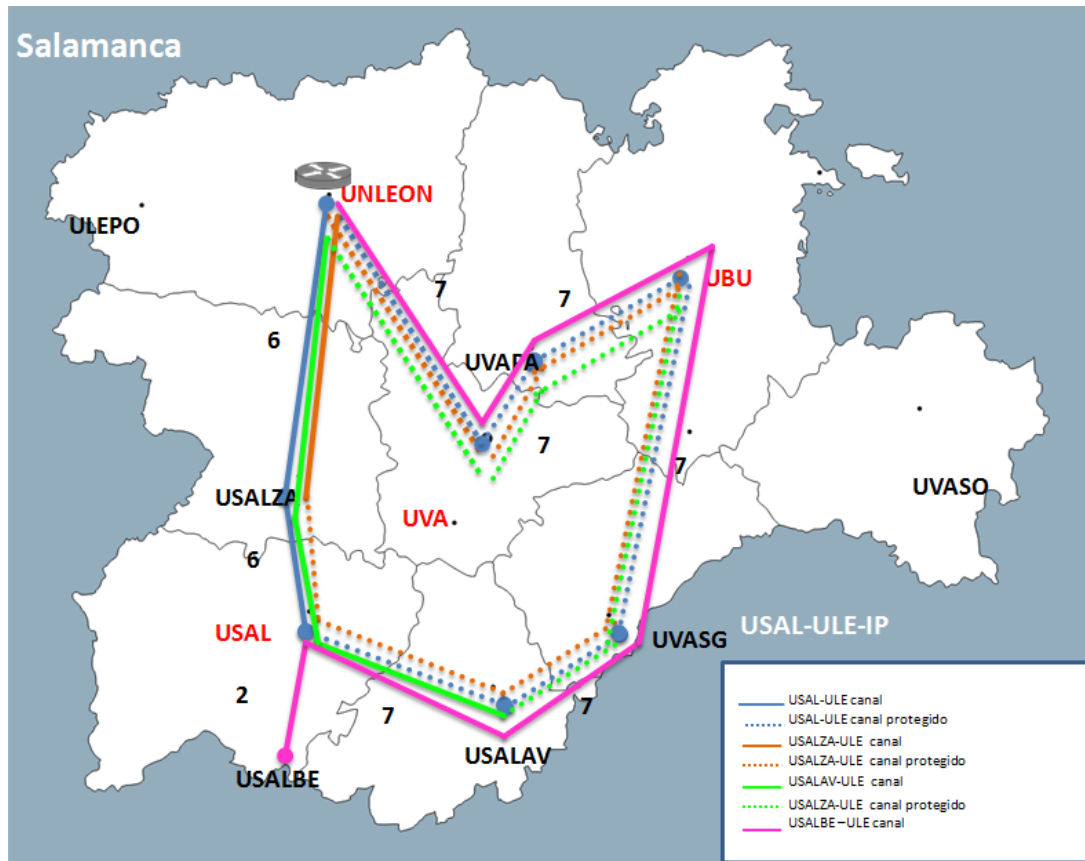 Salamanca
UNLEON
ULEPO
UBU
7
7
6
UVAPA
7
7
USALZA
UVA
UVASO
6
USAL
UVASG
USAL-ULE-IP
2
7
7
USALAV
USALBE
USAL-ULE canal
USAL-ULE canal protegido
USALZA-ULE canal
USALZA-ULE canal protegido
USALAV-ULE canal
USALZA-ULE canal protegido
USALBE–ULE canal